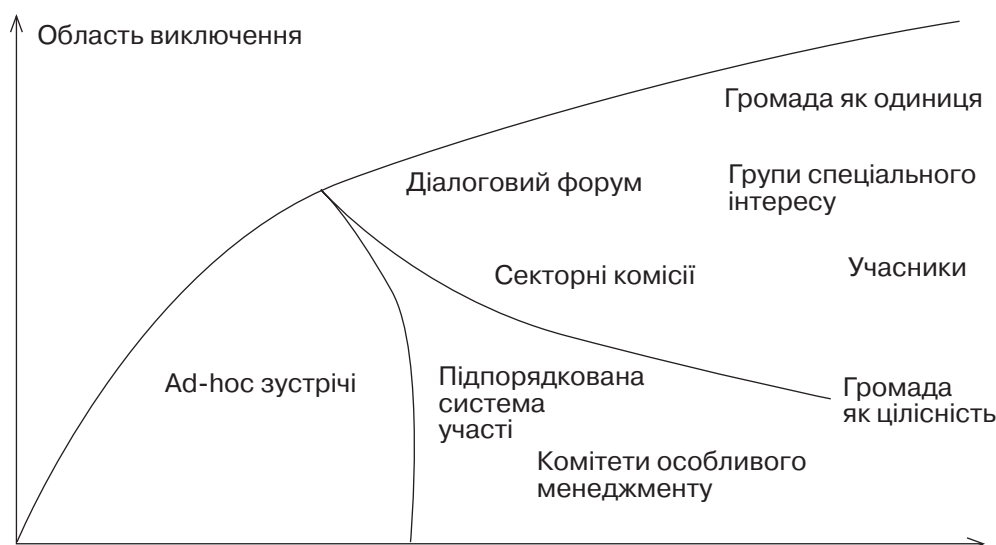 Область виключення
Громада як одиниця
Діалоговий форум
Групи спеціального
інтересу
Секторні комісії
Учасники
Ad-hoc зустрічі
Підпорядкована
система
участі
Громада
як цілісність
Комітети особливого
менеджменту